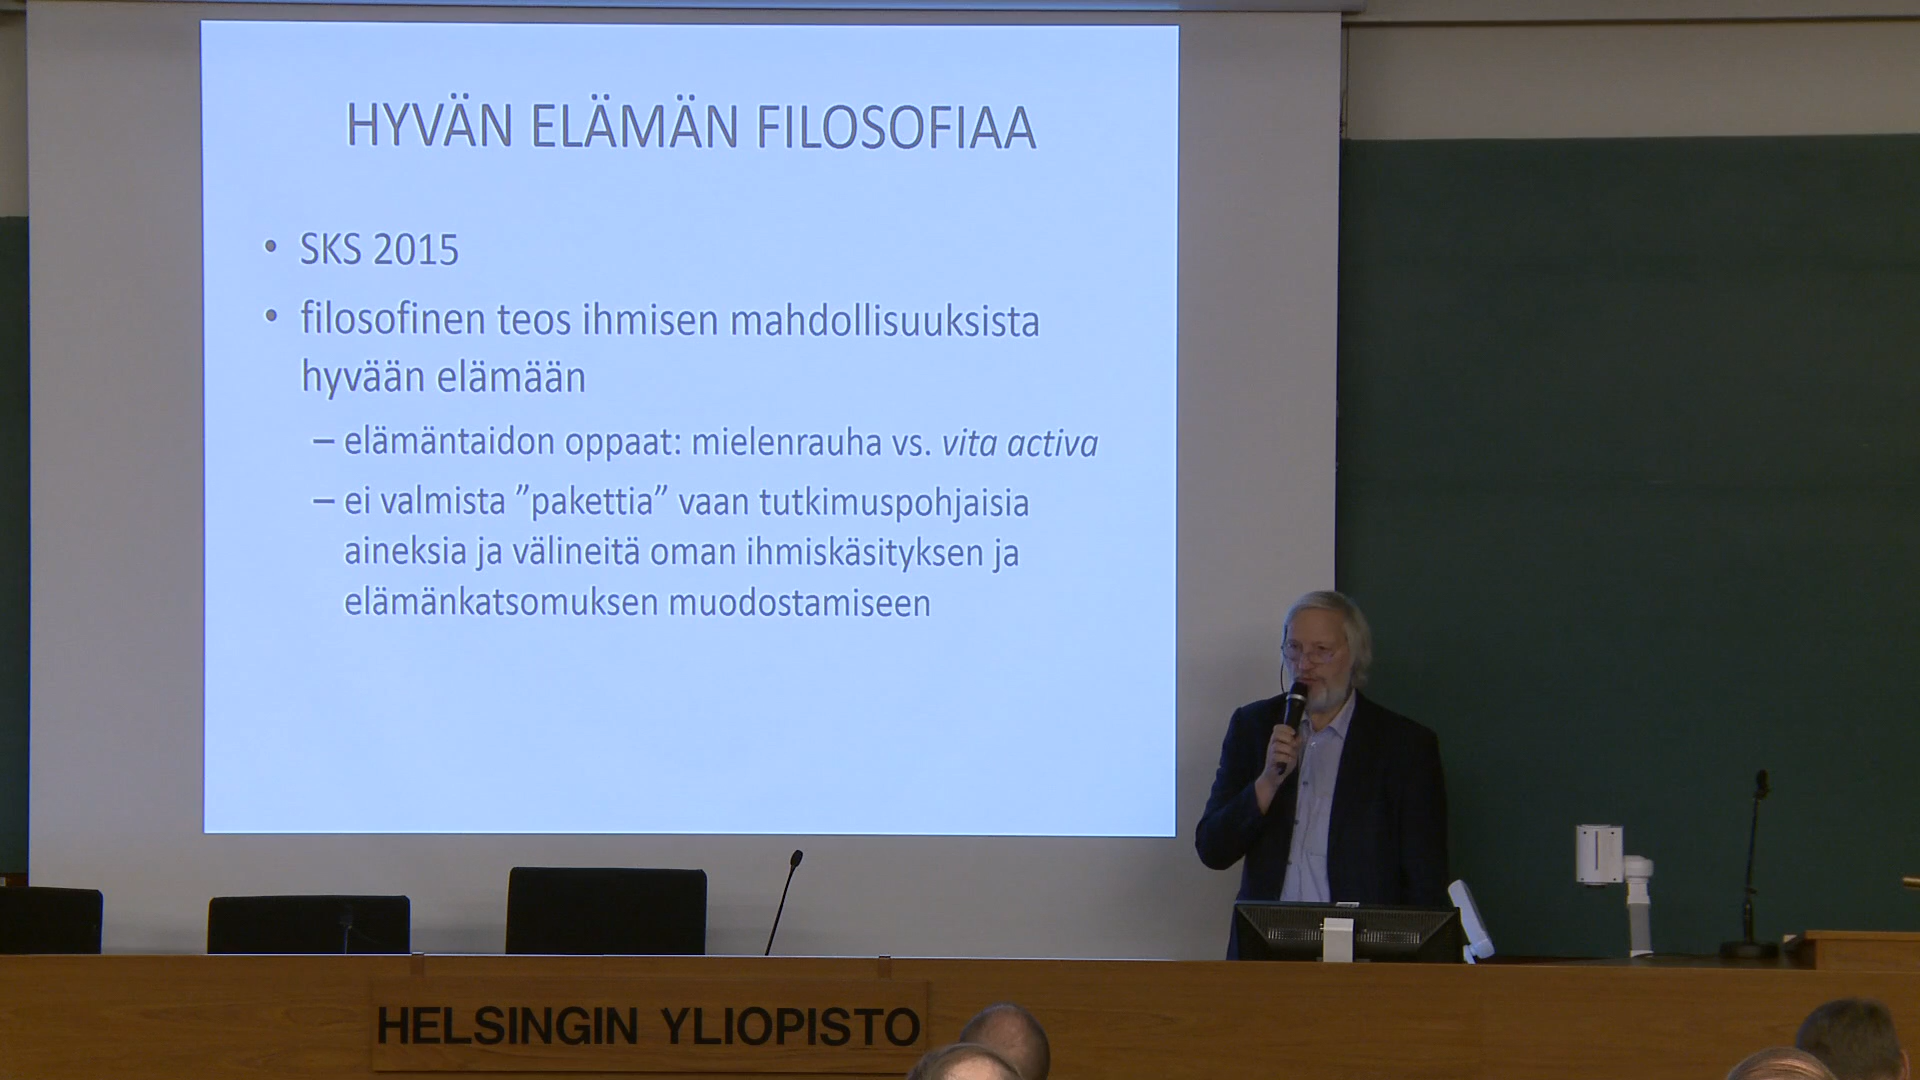 HYVÄN ELÄMÄN FILOSOFIAA
• SKS 2015
• filosofinen teos ihmisen mahdollisuuksista
hyvään elämään
– elämäntaidon oppaat: mielenrauha vs. vita activa
– ei valmista ”pakettia” vaan tutkimuspohjaisia
aineksia ja välineitä oman ihmiskäsityksen ja
elämänkatsomuksen muodostamiseen
HELSINGIN YLIOPISTO